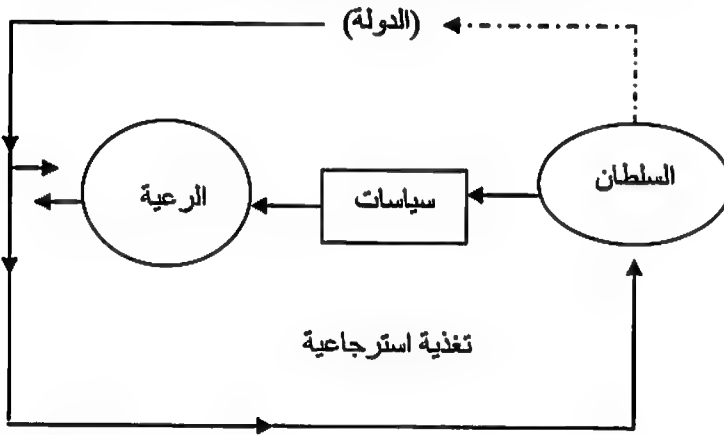 (الدولة)
السلطان
سياسات
الرعية
تغذية استرجاعية